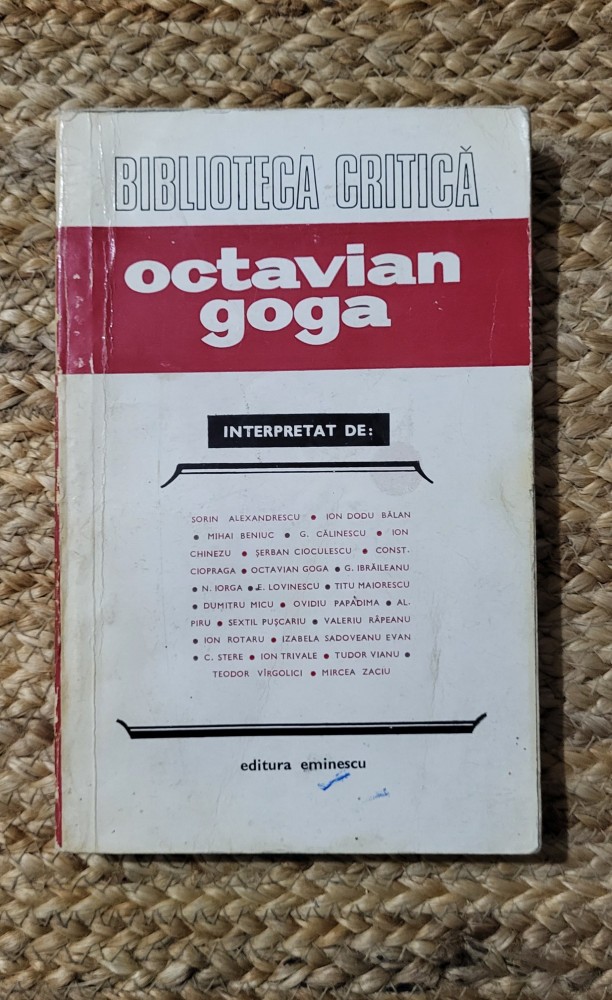 BIBLIOTECA CRITICĂ
octavian
goga
INTERPRETAT DE:
SORIN ALEXANDRESCU • ION DODU BĂLAN
• MIHAI BENIUC • G. CĂLINESCU • ION
CHINEZU • ȘERBAN CIOCULESCU • CONST.
CIOPRAGA • OCTAVIAN GOGA • G. IBRĂILEANU
• N. IORGA • E. LOVINESCU • TITU MAIORESCU
• DUMITRU MICU • OVIDIU PAPADIMA • AL.
PIRU • SEXTIL PUȘCARIU • VALERIU RÂPEANU
• ION ROTARU • IZABELA SADOVEANU EVAN
• C. STERE • ION TRIVALE • TUDOR VIANU •
TEODOR VÎRGOLICI • MIRCEA ZACIU
editura eminescu